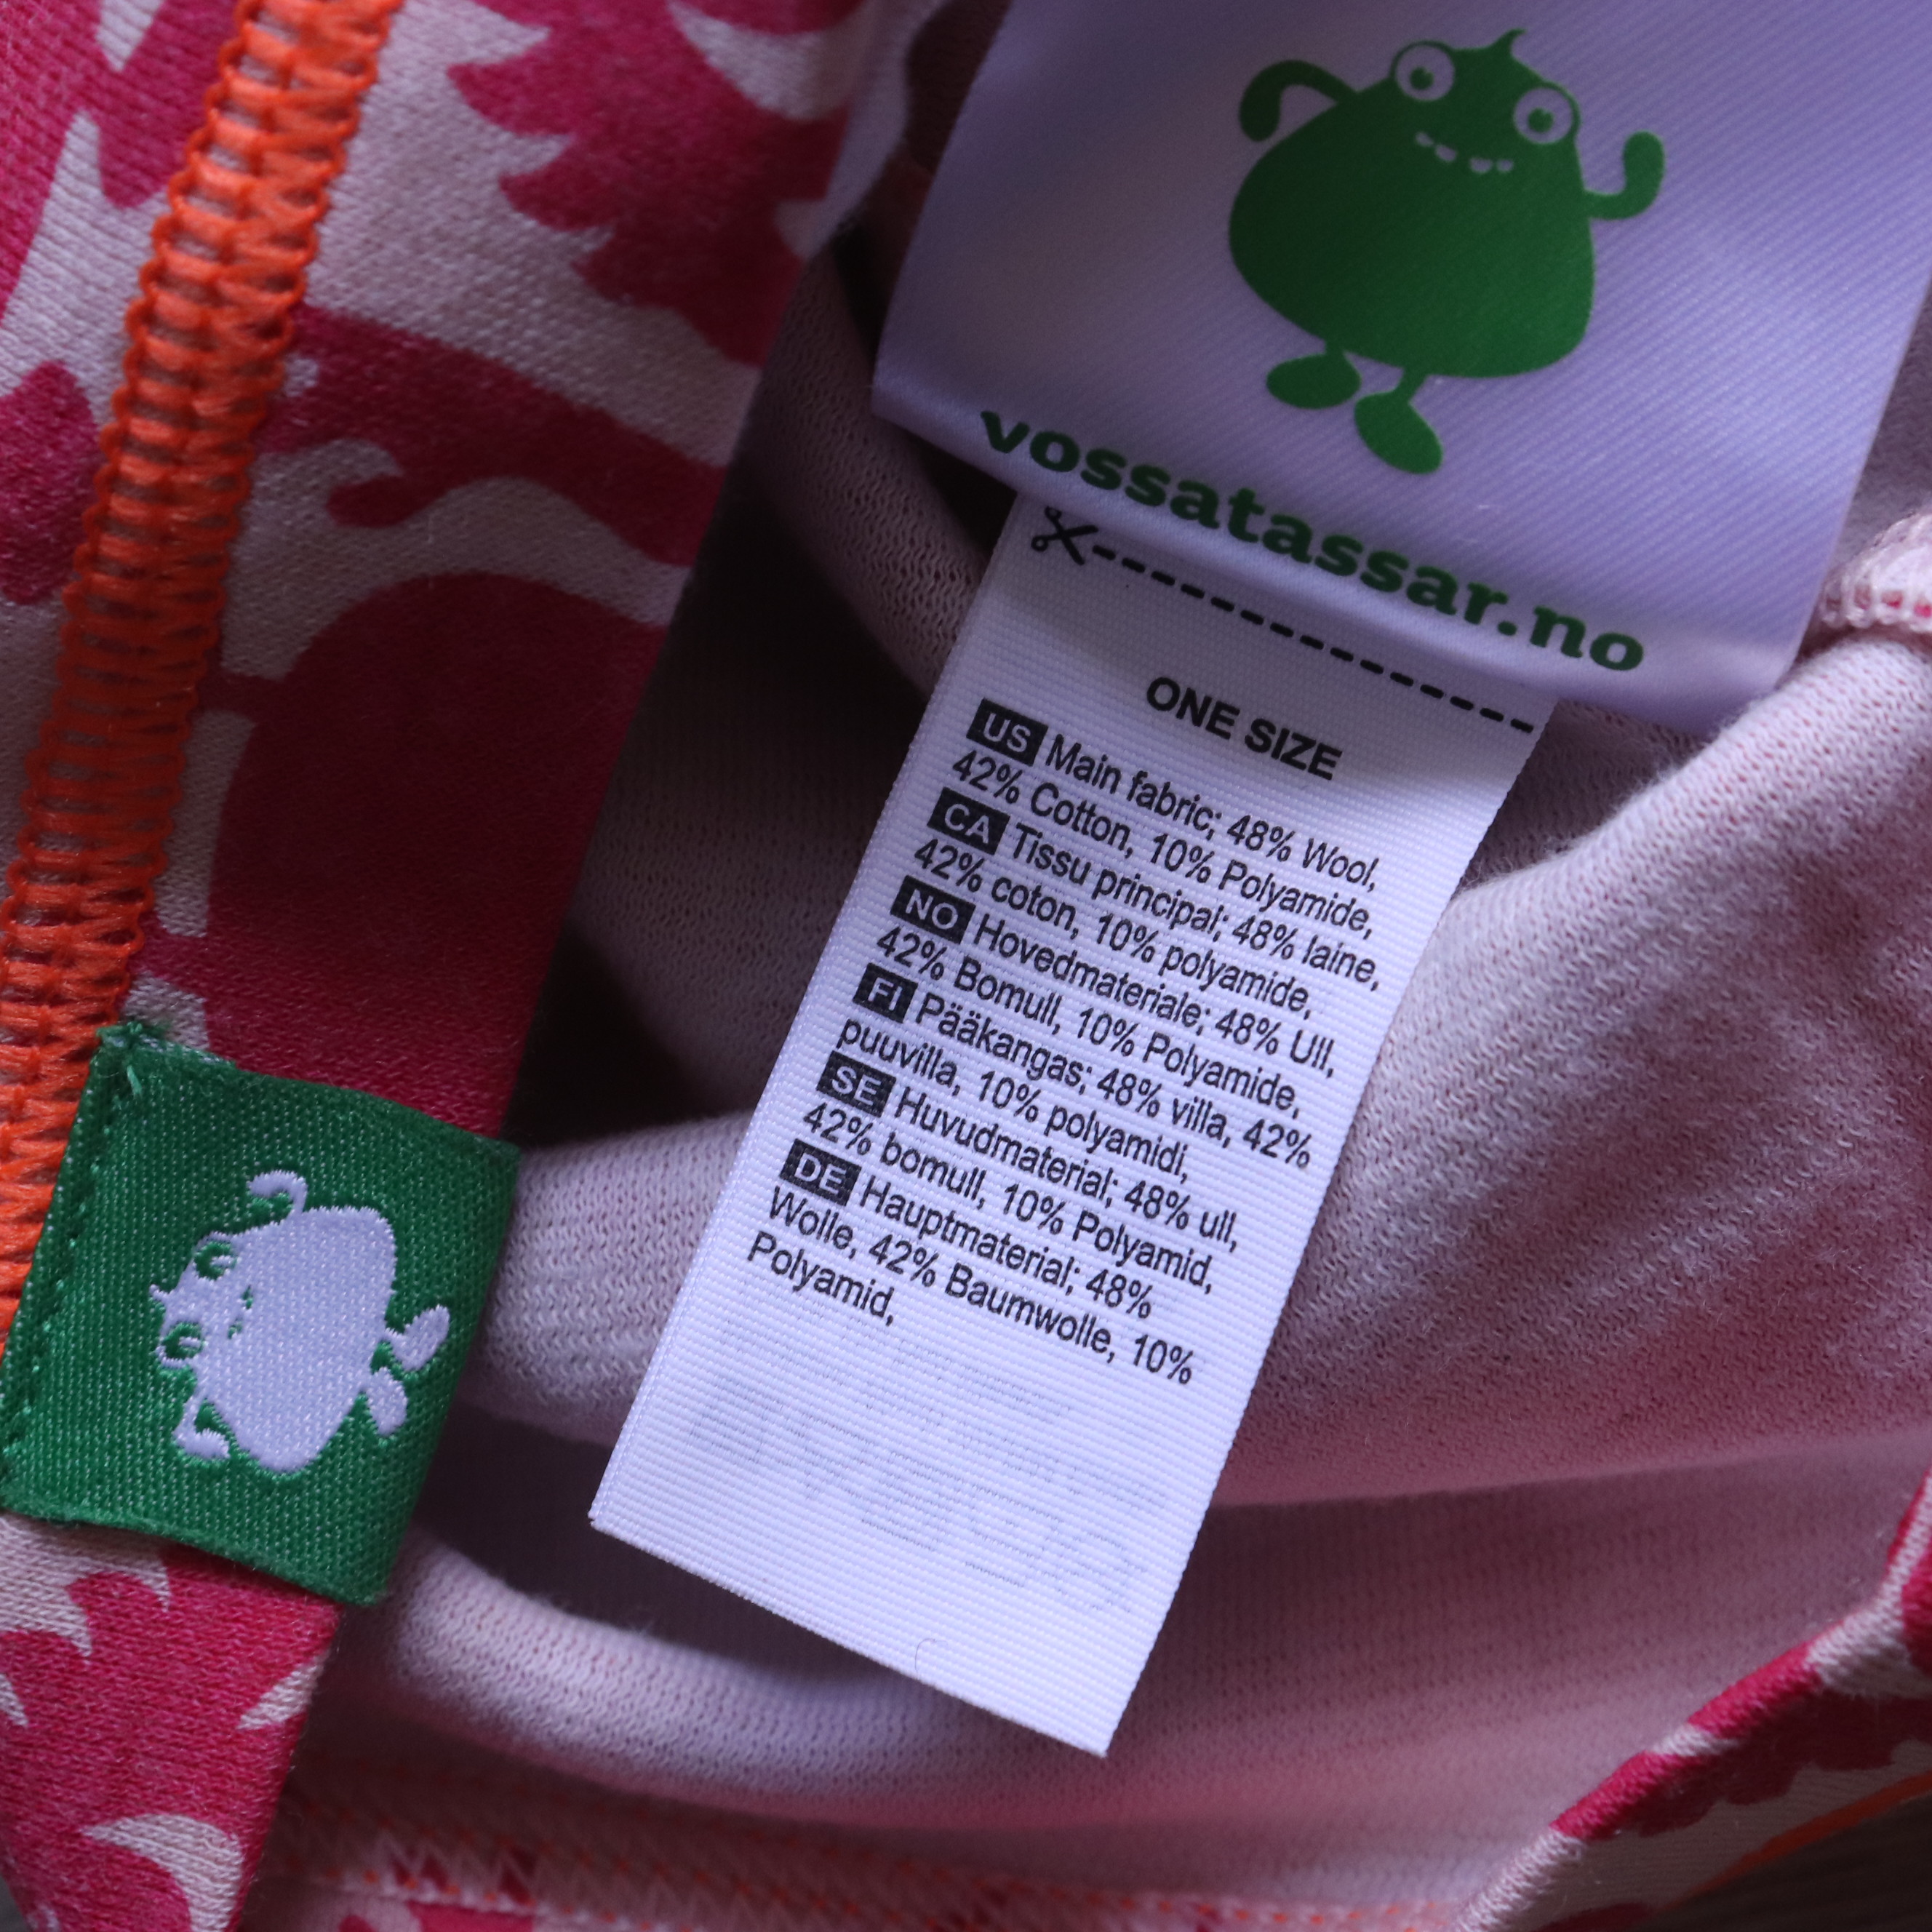 vossatassar.no
ONE SIZE
US Main fabric; 48% Wool,
42% Cotton, 10% Polyamide,
CA Tissu principal; 48% laine,
42% coton, 10% polyamide,
NO Hovedmateriale; 48% Ull,
42% Bomull, 10% Polyamide,
FI Pääkangas; 48% villa, 42%
puuvilla, 10% polyamidi,
SE Huvudmaterial; 48% ull,
42% bomull, 10% Polyamid,
DE Hauptmaterial; 48%
Wolle, 42% Baumwolle, 10%
Polyamid,